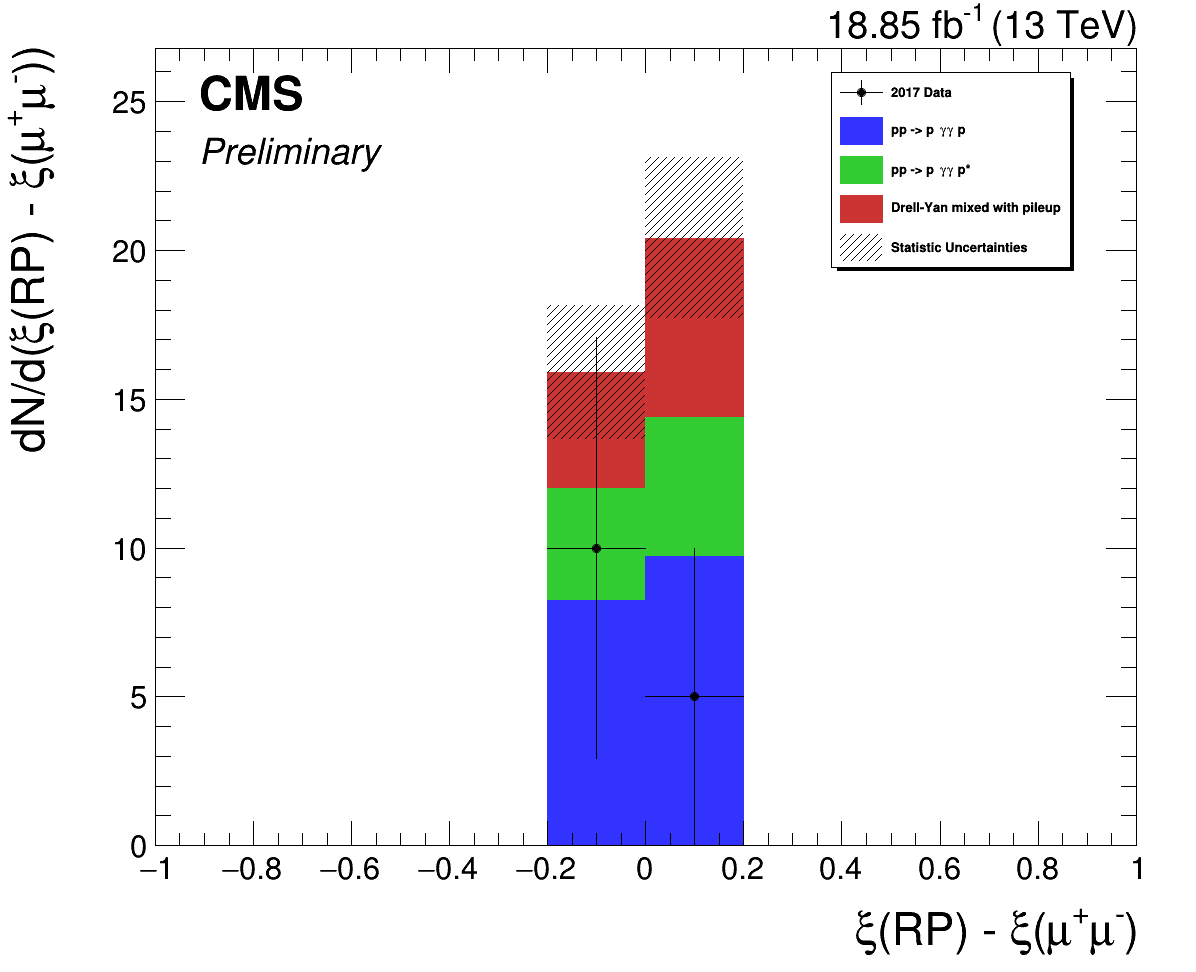 18.85 fb⁻¹ (13 TeV)
CMS
Preliminary
2017 Data
pp -> p γγ p
pp -> p γγ p*
Drell-Yan mixed with pileup
Statistic Uncertainties
dN/d(ξ(RP) - ξ(μ⁺μ⁻))
25
20
15
10
5
0
−1 −0.8 −0.6 −0.4 −0.2 0 0.2 0.4 0.6 0.8 1
ξ(RP) - ξ(μ⁺μ⁻)